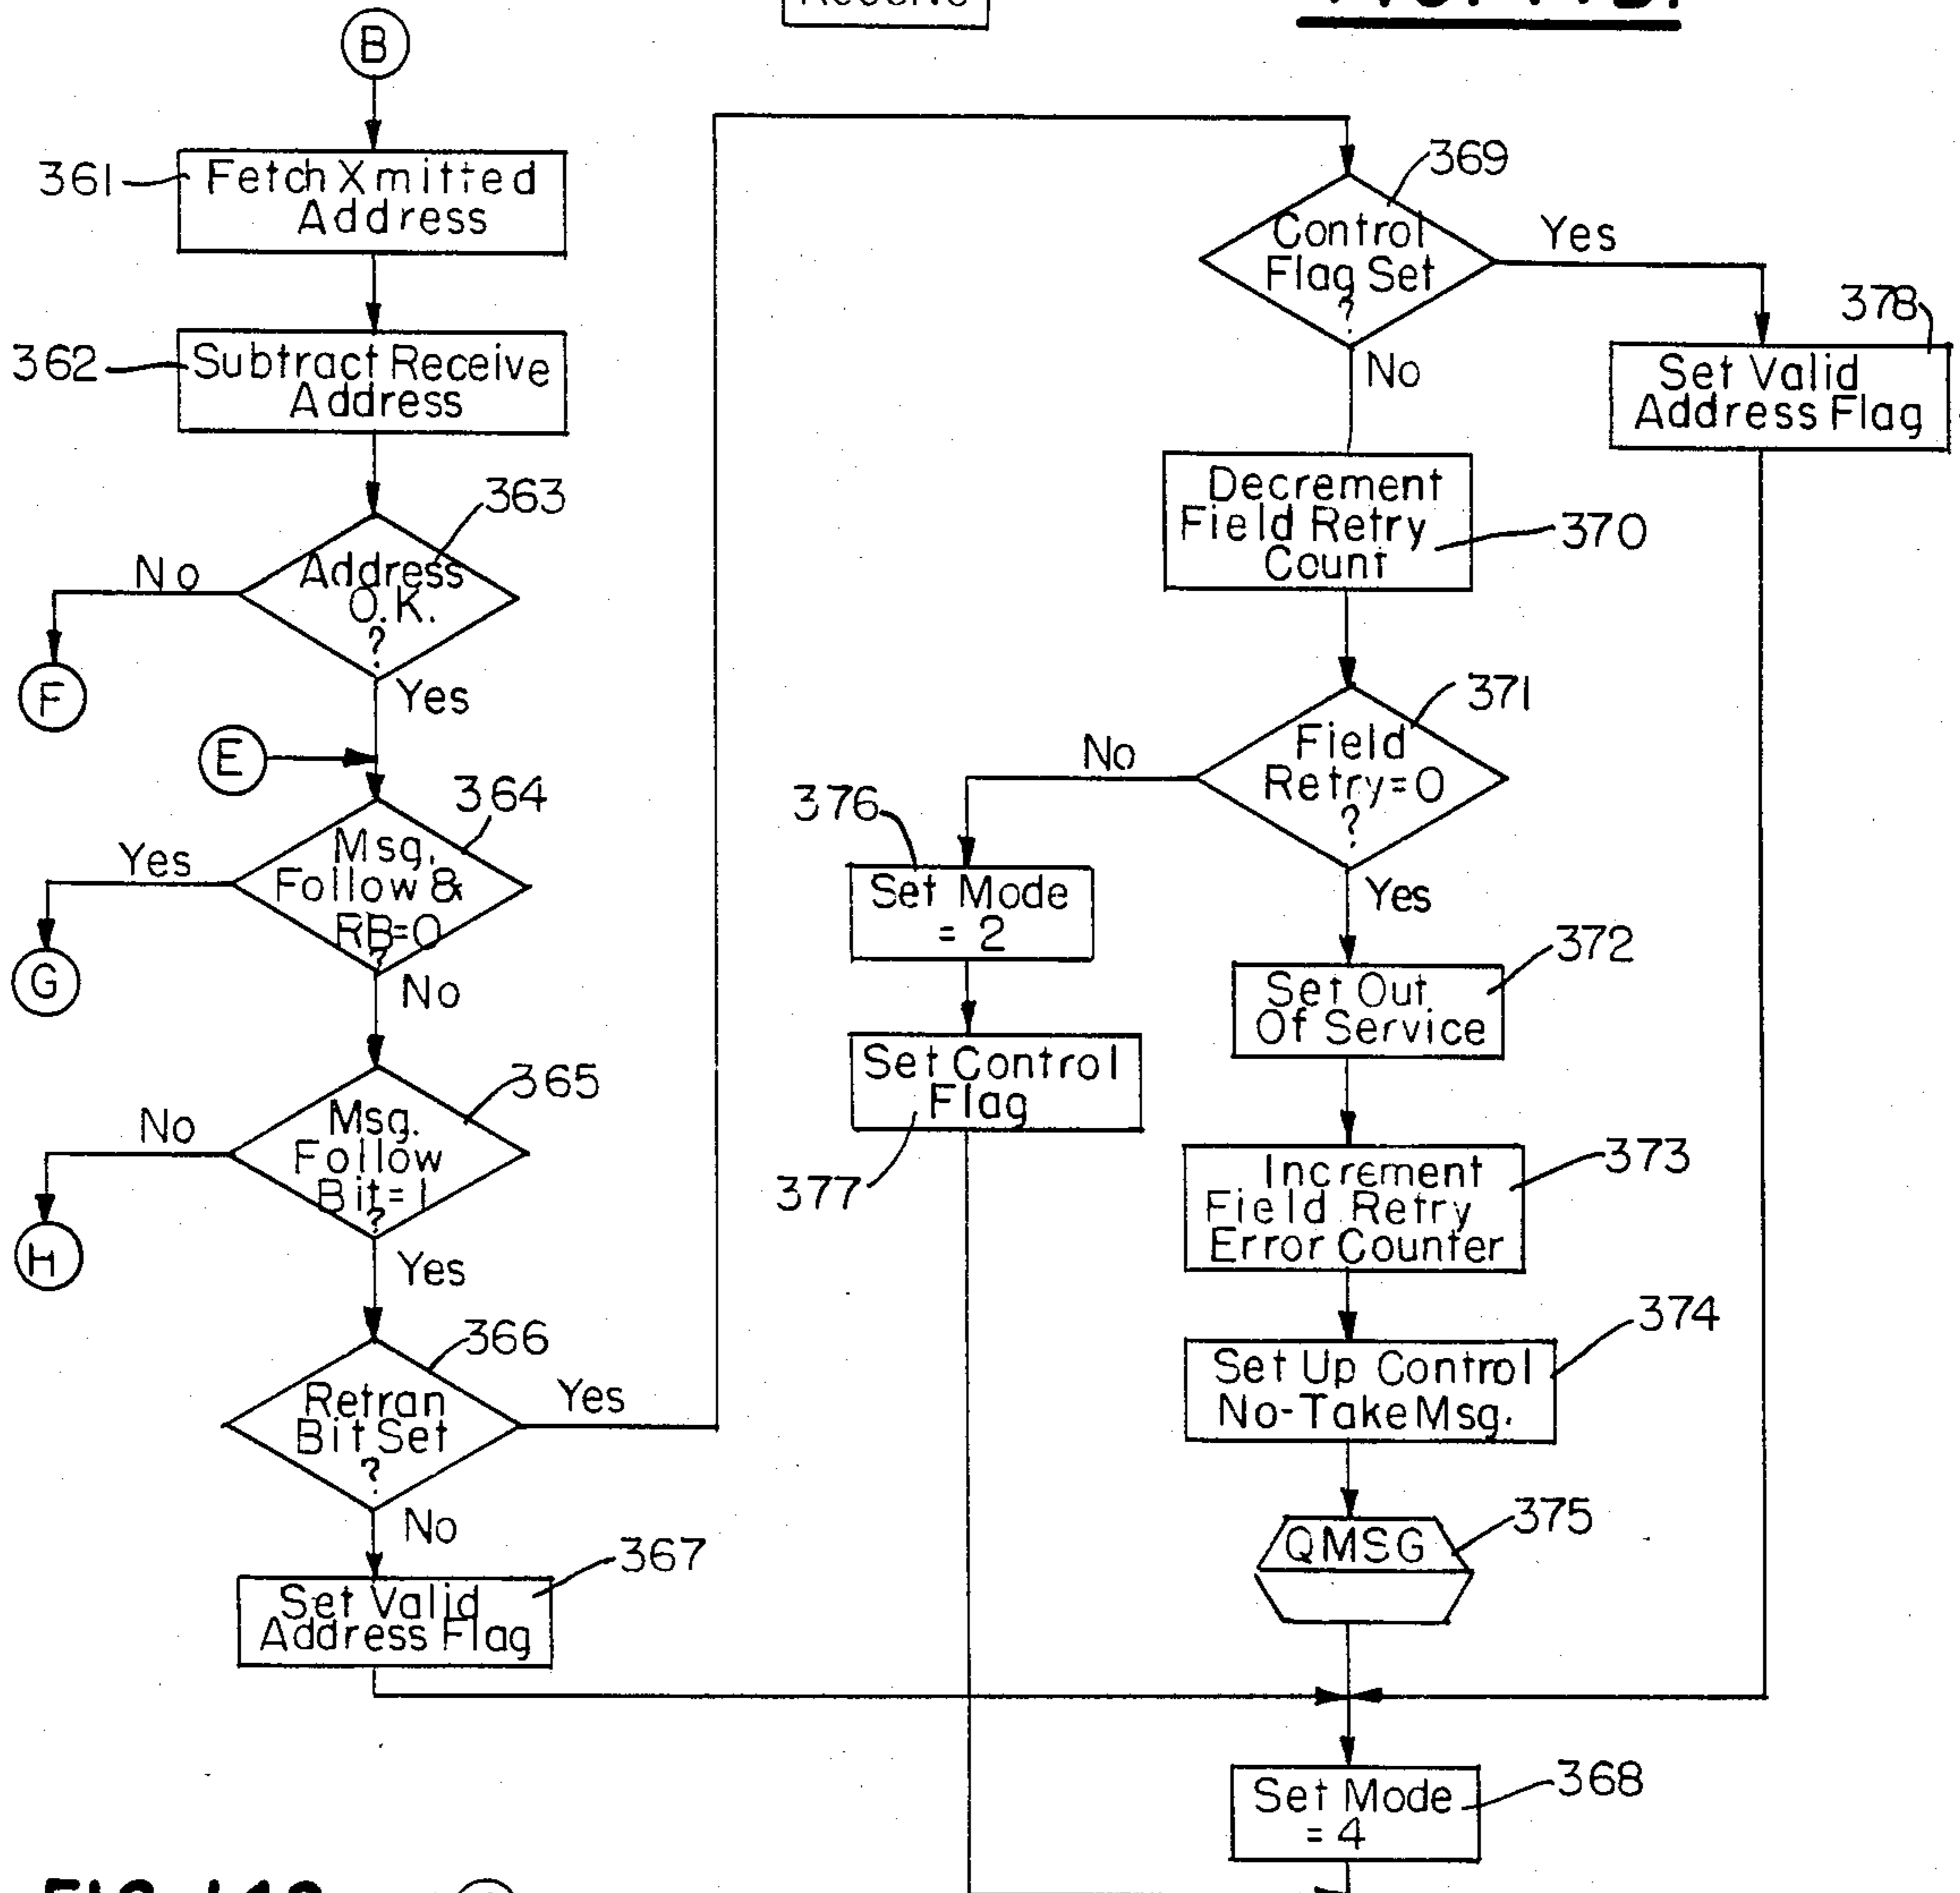 B
361
Fetch Xmitted
Address
362
Subtract Receive
Address
363
Address
O.K.
?
No
F
Yes
E
364
Msg.
Follow &
RB=0
?
Yes
G
No
365
Msg.
Follow
Bit=1
?
No
H
Yes
366
Retran
Bit Set
?
Yes
No
367
Set Valid
Address Flag
369
Control
Flag Set
?
Yes
378
Set Valid
Address Flag
No
Decrement
Field Retry
Count
370
371
Field
Retry=0
?
No
376
Set Mode
= 2
Set Control
Flag
377
Yes
372
Set Out
Of Service
373
Increment
Field Retry
Error Counter
374
Set Up Control
No-Take Msg.
375
QMSG
368
Set Mode
= 4